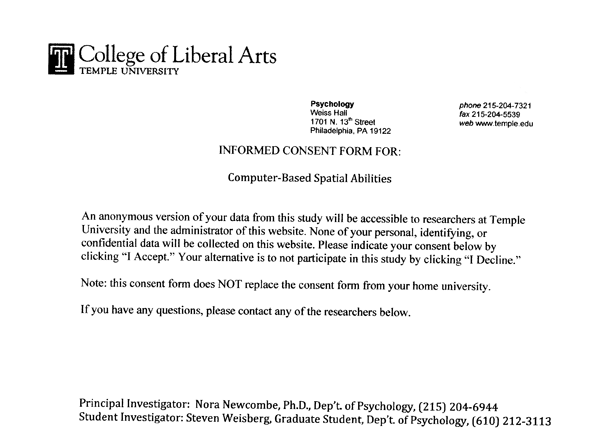 College of Liberal Arts
TEMPLE UNIVERSITY
Psychology
Weiss Hall
1701 N. 13th Street
Philadelphia, PA 19122
phone 215-204-7321
fax 215-204-5539
web www.temple.edu
INFORMED CONSENT FORM FOR:
Computer-Based Spatial Abilities
An anonymous version of your data from this study will be accessible to researchers at Temple
University and the administrator of this website. None of your personal, identifying, or
confidential data will be collected on this website. Please indicate your consent below by
clicking “I Accept.” Your alternative is to not participate in this study by clicking “I Decline.”
Note: this consent form does NOT replace the consent form from your home university.
If you have any questions, please contact any of the researchers below.
Principal Investigator: Nora Newcombe, Ph.D., Dep't. of Psychology, (215) 204-6944
Student Investigator: Steven Weisberg, Graduate Student, Dep't. of Psychology, (610) 212-3113